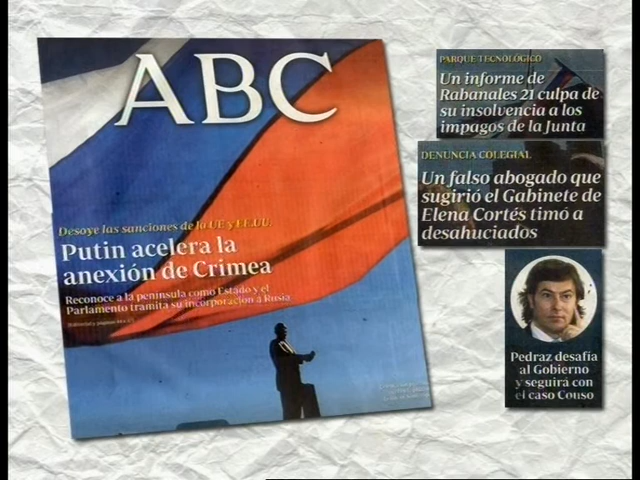 ABC
Desoye las sanciones de la UE y EE.UU.
Putin acelera la
anexión de Crimea
Reconoce a la península como Estado y el
Parlamento tramita su incorporación a Rusia
PARQUE TECNOLÓGICO
Un informe de
Rabanales 21 culpa de
su insolvencia a los
impagos de la Junta
DENUNCIA COLEGIAL
Un falso abogado que
sugirió el Gabinete de
Elena Cortés timó a
desahuciados
Pedraz desafía
al Gobierno
y seguirá con
el caso Couso